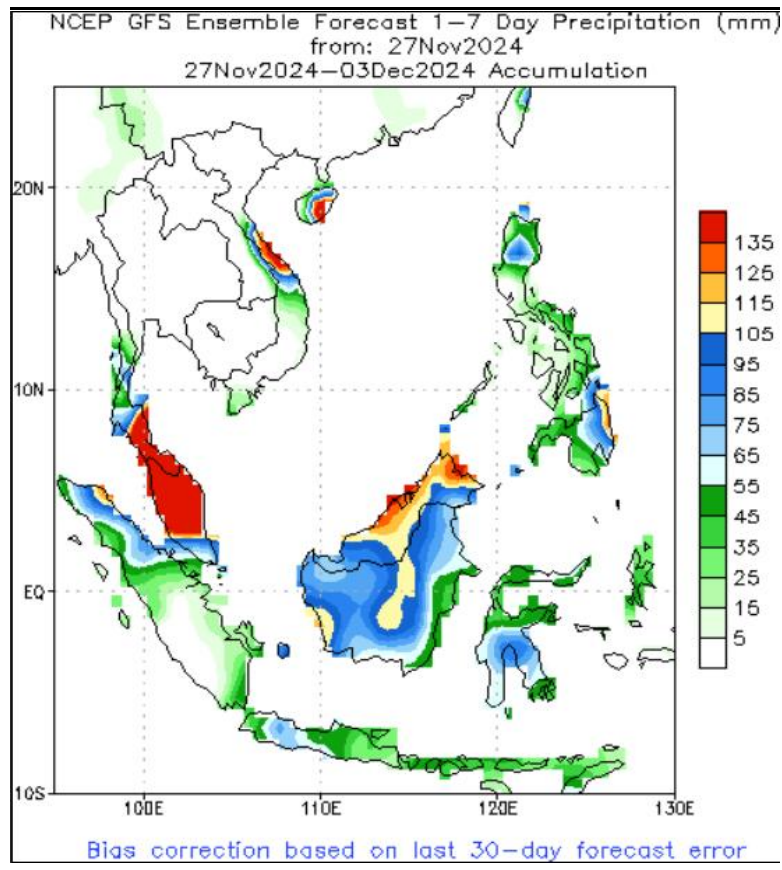 NCEP GFS Ensemble Forecast 1-7 Day Precipitation (mm)
from: 27Nov2024
27Nov2024-03Dec2024 Accumulation
20N
10N
EQ
10S
100E
110E
120E
130E
135
125
115
105
95
85
75
65
55
45
35
25
15
5
Bias correction based on last 30-day forecast error